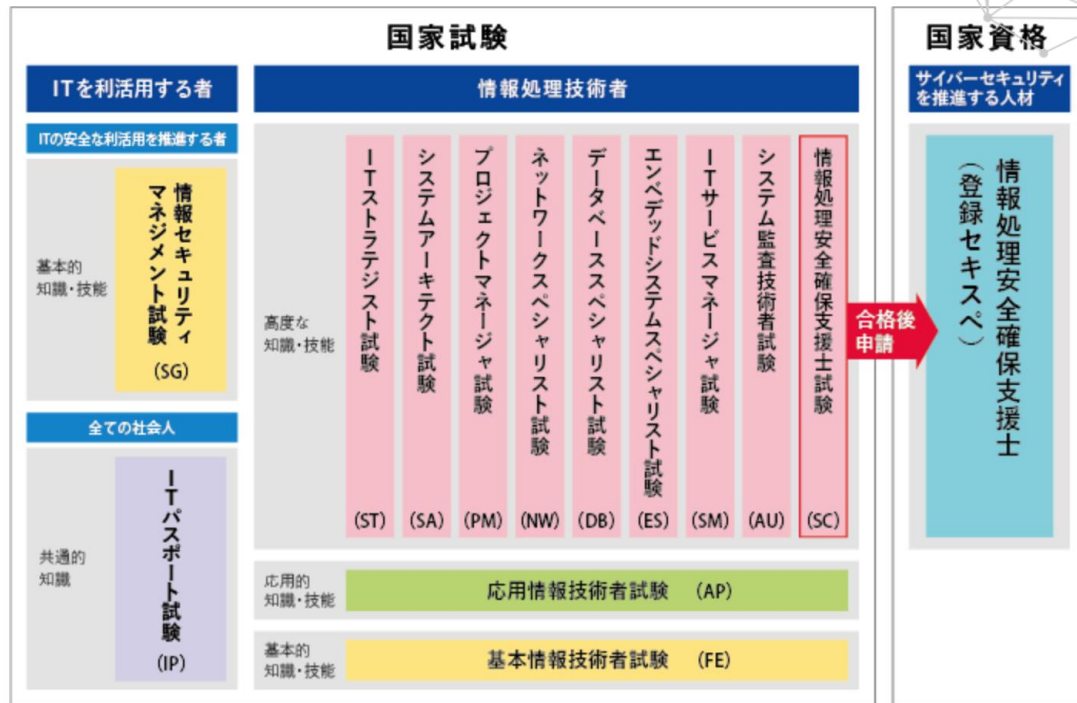 国家試験
国家資格
ITを利活用する者
情報処理技術者
サイバーセキュリティ
を推進する人材
ITの安全な利活用を推進する者
基本的
知識・技能
情報セキュリティ
マネジメント試験
(SG)
全ての社会人
共通的
知識
ITパスポート試験
(IP)
高度な
知識・技能
ITストラテジスト試験
(ST)
システムアーキテクト試験
(SA)
プロジェクトマネージャ試験
(PM)
ネットワークスペシャリスト試験
(NW)
データベーススペシャリスト試験
(DB)
エンベデッドシステムスペシャリスト試験
(ES)
ITサービスマネージャ試験
(SM)
システム監査技術者試験
(AU)
情報処理安全確保支援士試験
(SC)
応用的
知識・技能
応用情報技術者試験 (AP)
基本的
知識・技能
基本情報技術者試験 (FE)
合格後
申請
情報処理安全確保支援士
(登録セキスペ)